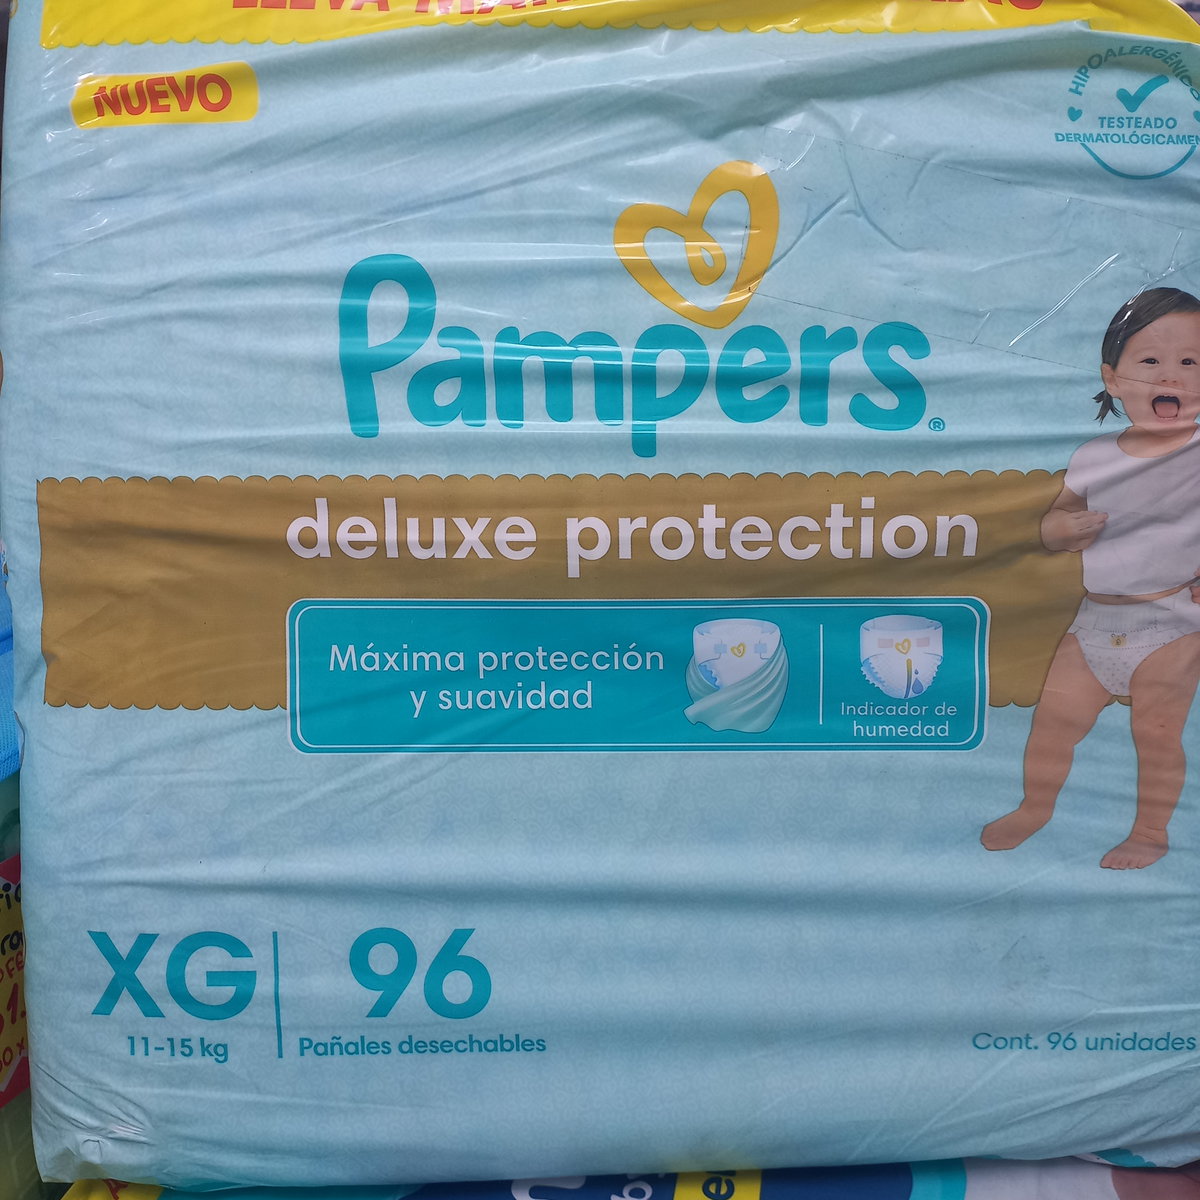 LLEVA
NUEVO
HIPOALERGÉNICO
TESTEADO
Pampers®
deluxe protection
Máxima protección
y suavidad
Indicador de
humedad
XG
96
11-15 kg
Pañales desechables
Cont. 96 unidades